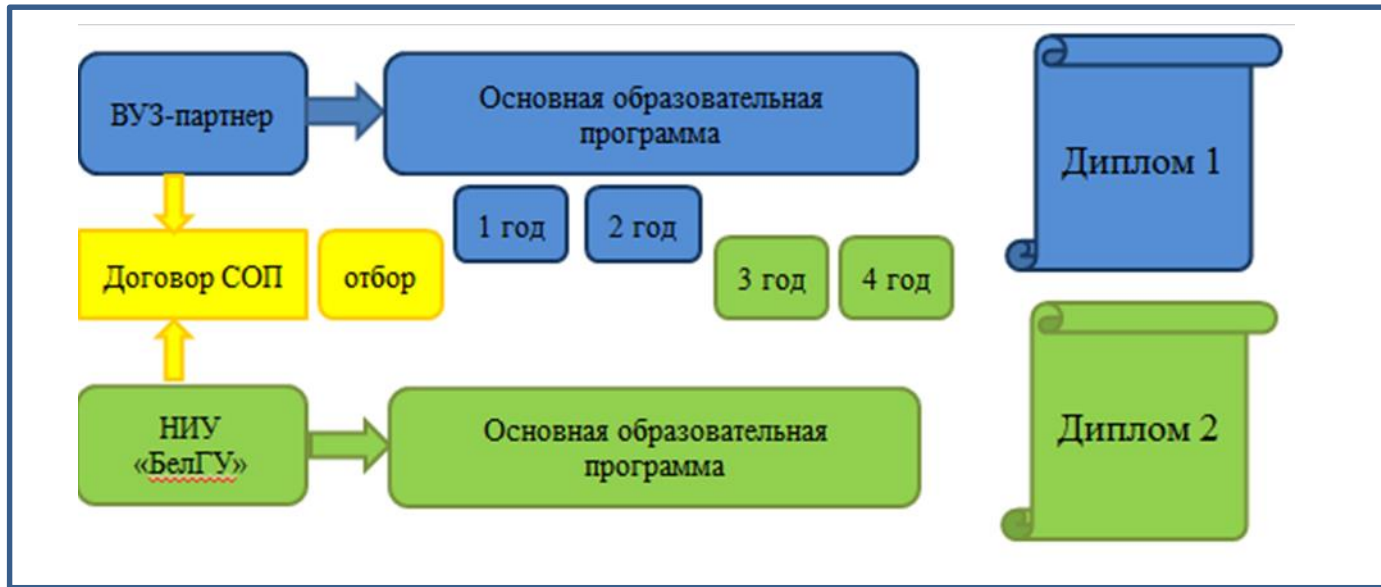 ВУЗ-партнер
Основная образовательная
программа
Диплом 1
1 год
2 год
Договор СОП
отбор
3 год
4 год
НИУ
«БелГУ»
Основная образовательная
программа
Диплом 2